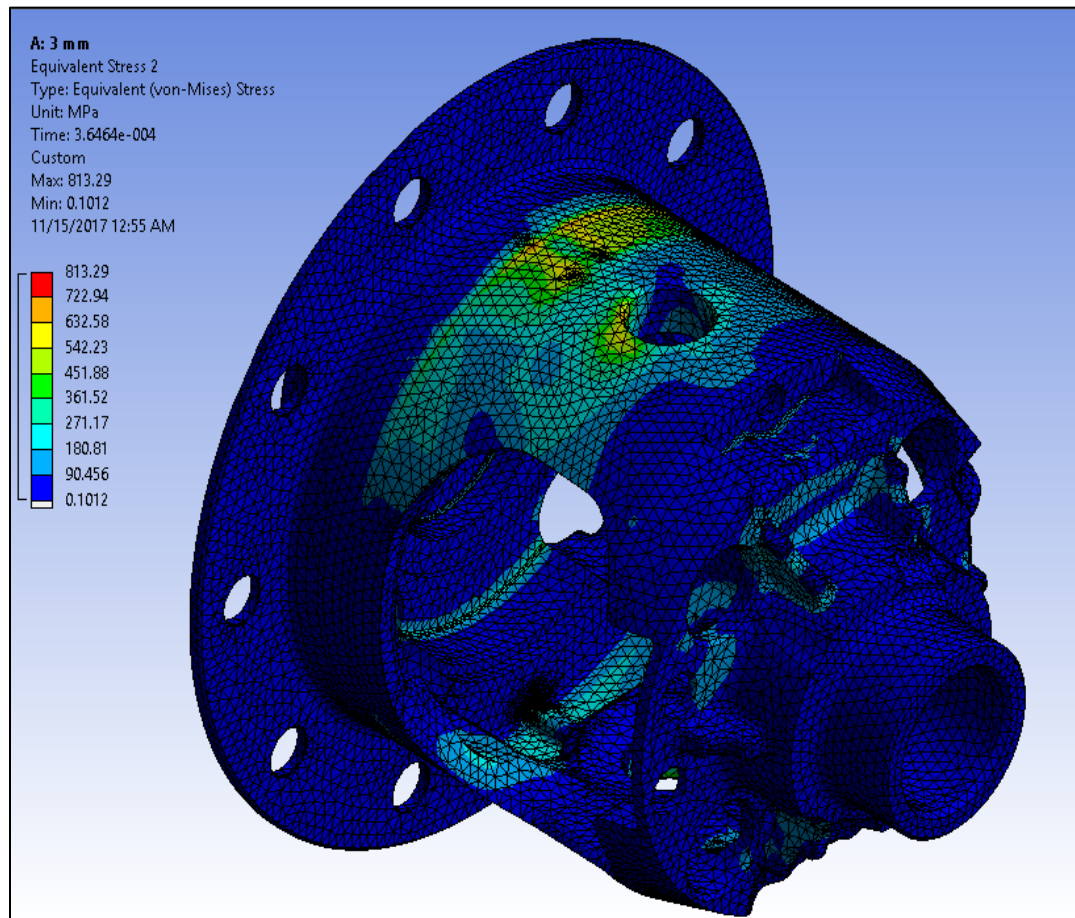 A: 3 mm
Equivalent Stress 2
Type: Equivalent (von-Mises) Stress
Unit: MPa
Time: 3.6464e-004
Custom
Max: 813.29
Min: 0.1012
11/15/2017 12:55 AM
813.29
722.94
632.58
542.23
451.88
361.52
271.17
180.81
90.456
0.1012